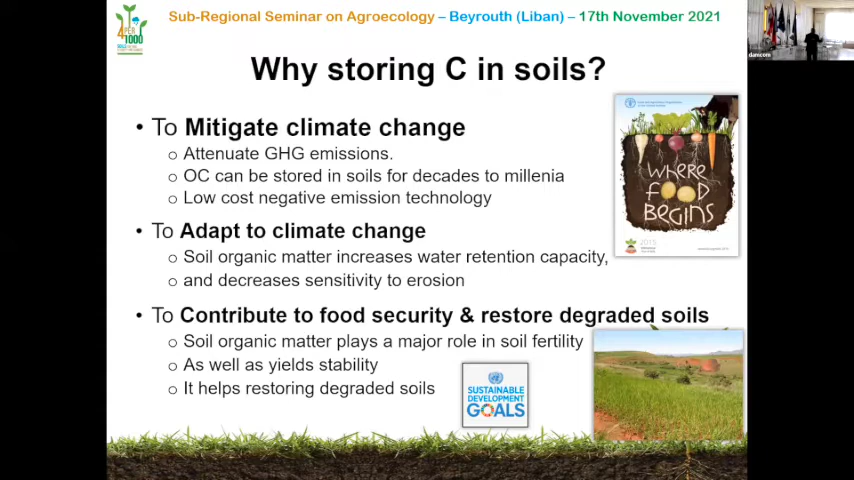 Sub-Regional Seminar on Agroecology – Beyrouth (Liban) – 17th November 2021
4PER
1000
Why storing C in soils?
• To Mitigate climate change
o Attenuate GHG emissions.
o OC can be stored in soils for decades to millenia
o Low cost negative emission technology
• To Adapt to climate change
o Soil organic matter increases water retention capacity,
o and decreases sensitivity to erosion
• To Contribute to food security & restore degraded soils
o Soil organic matter plays a major role in soil fertility
o As well as yields stability
o It helps restoring degraded soils
WHERE
FOOD
BEGINS
2015
SUSTAINABLE
DEVELOPMENT
GOALS